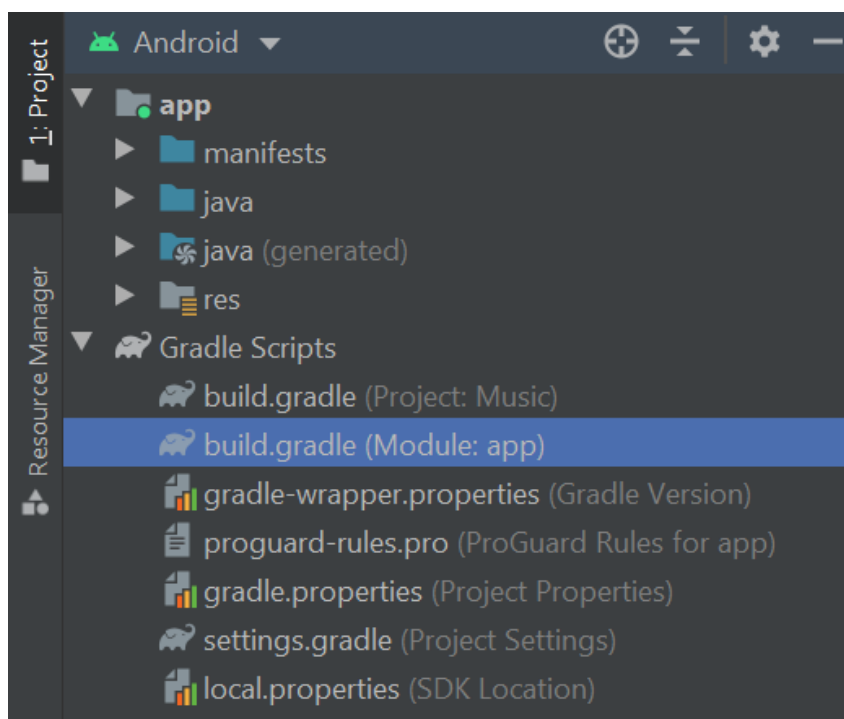 1: Project
Resource Manager
Android
app
manifests
java
java (generated)
res
Gradle Scripts
build.gradle (Project: Music)
build.gradle (Module: app)
gradle-wrapper.properties (Gradle Version)
proguard-rules.pro (ProGuard Rules for app)
gradle.properties (Project Properties)
settings.gradle (Project Settings)
local.properties (SDK Location)